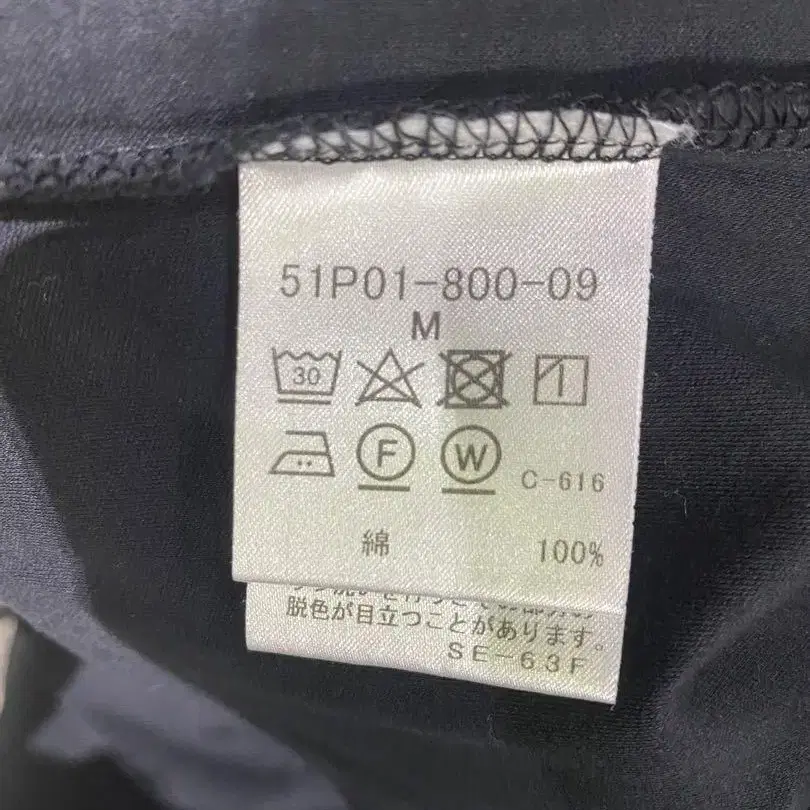 51P01-800-09
M
30
F W C-616
綿 100%
脱色が目立つことがあります。
SE-63F